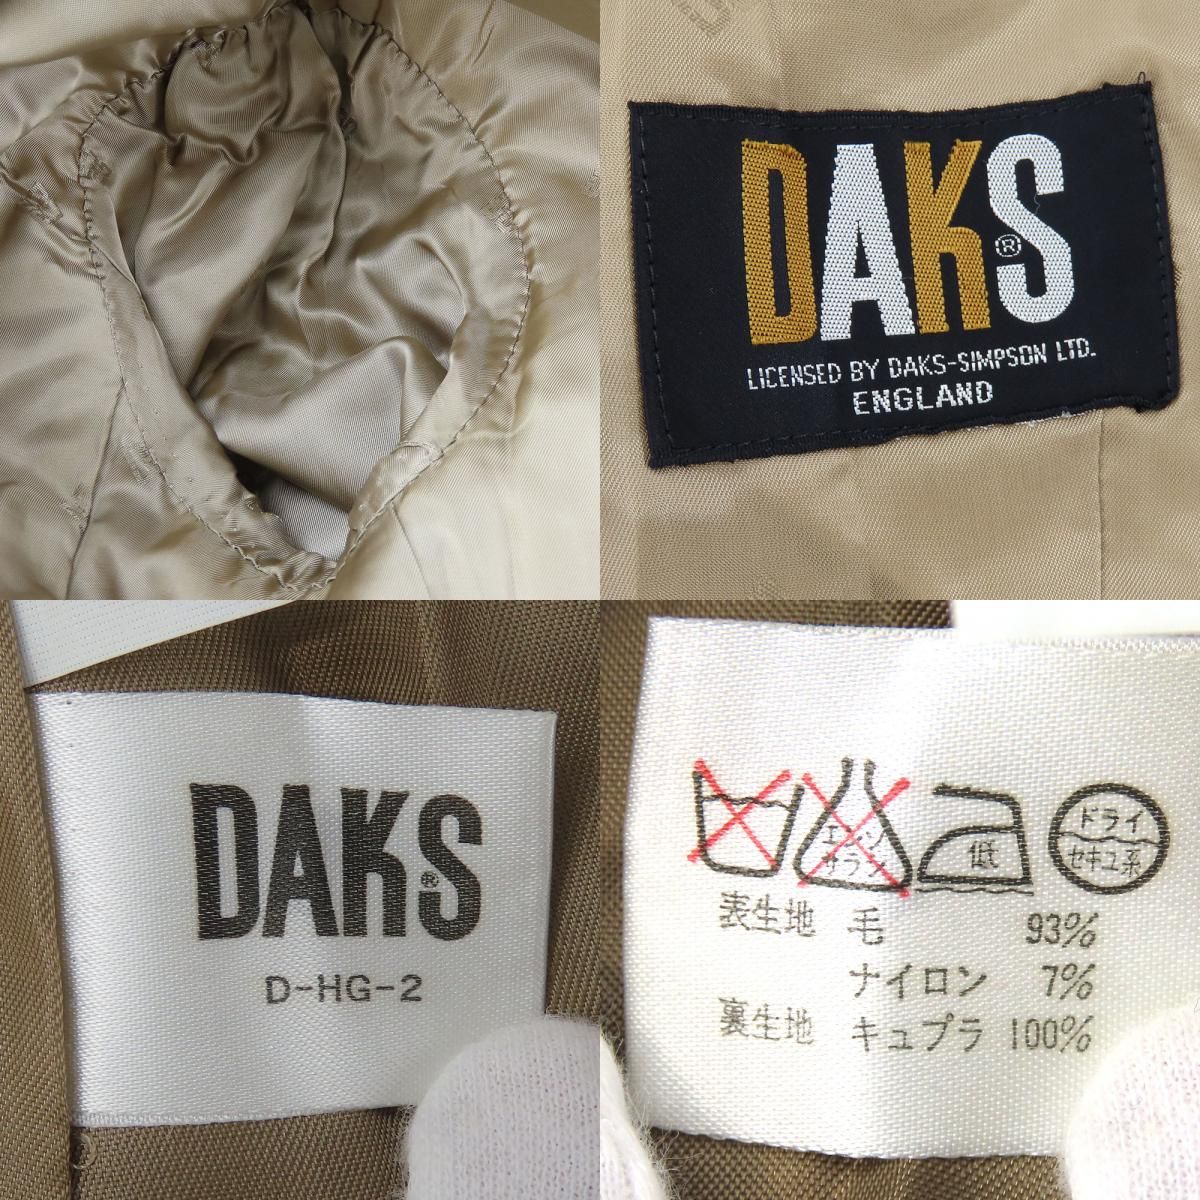 DAKS®
LICENSED BY DAKS-SIMPSON LTD.
ENGLAND
DAKS®
D-HG-2
エンソ
サラシ
低
ドライ
セキユ系
表生地 毛 93%
ナイロン 7%
裏生地 キュプラ 100%